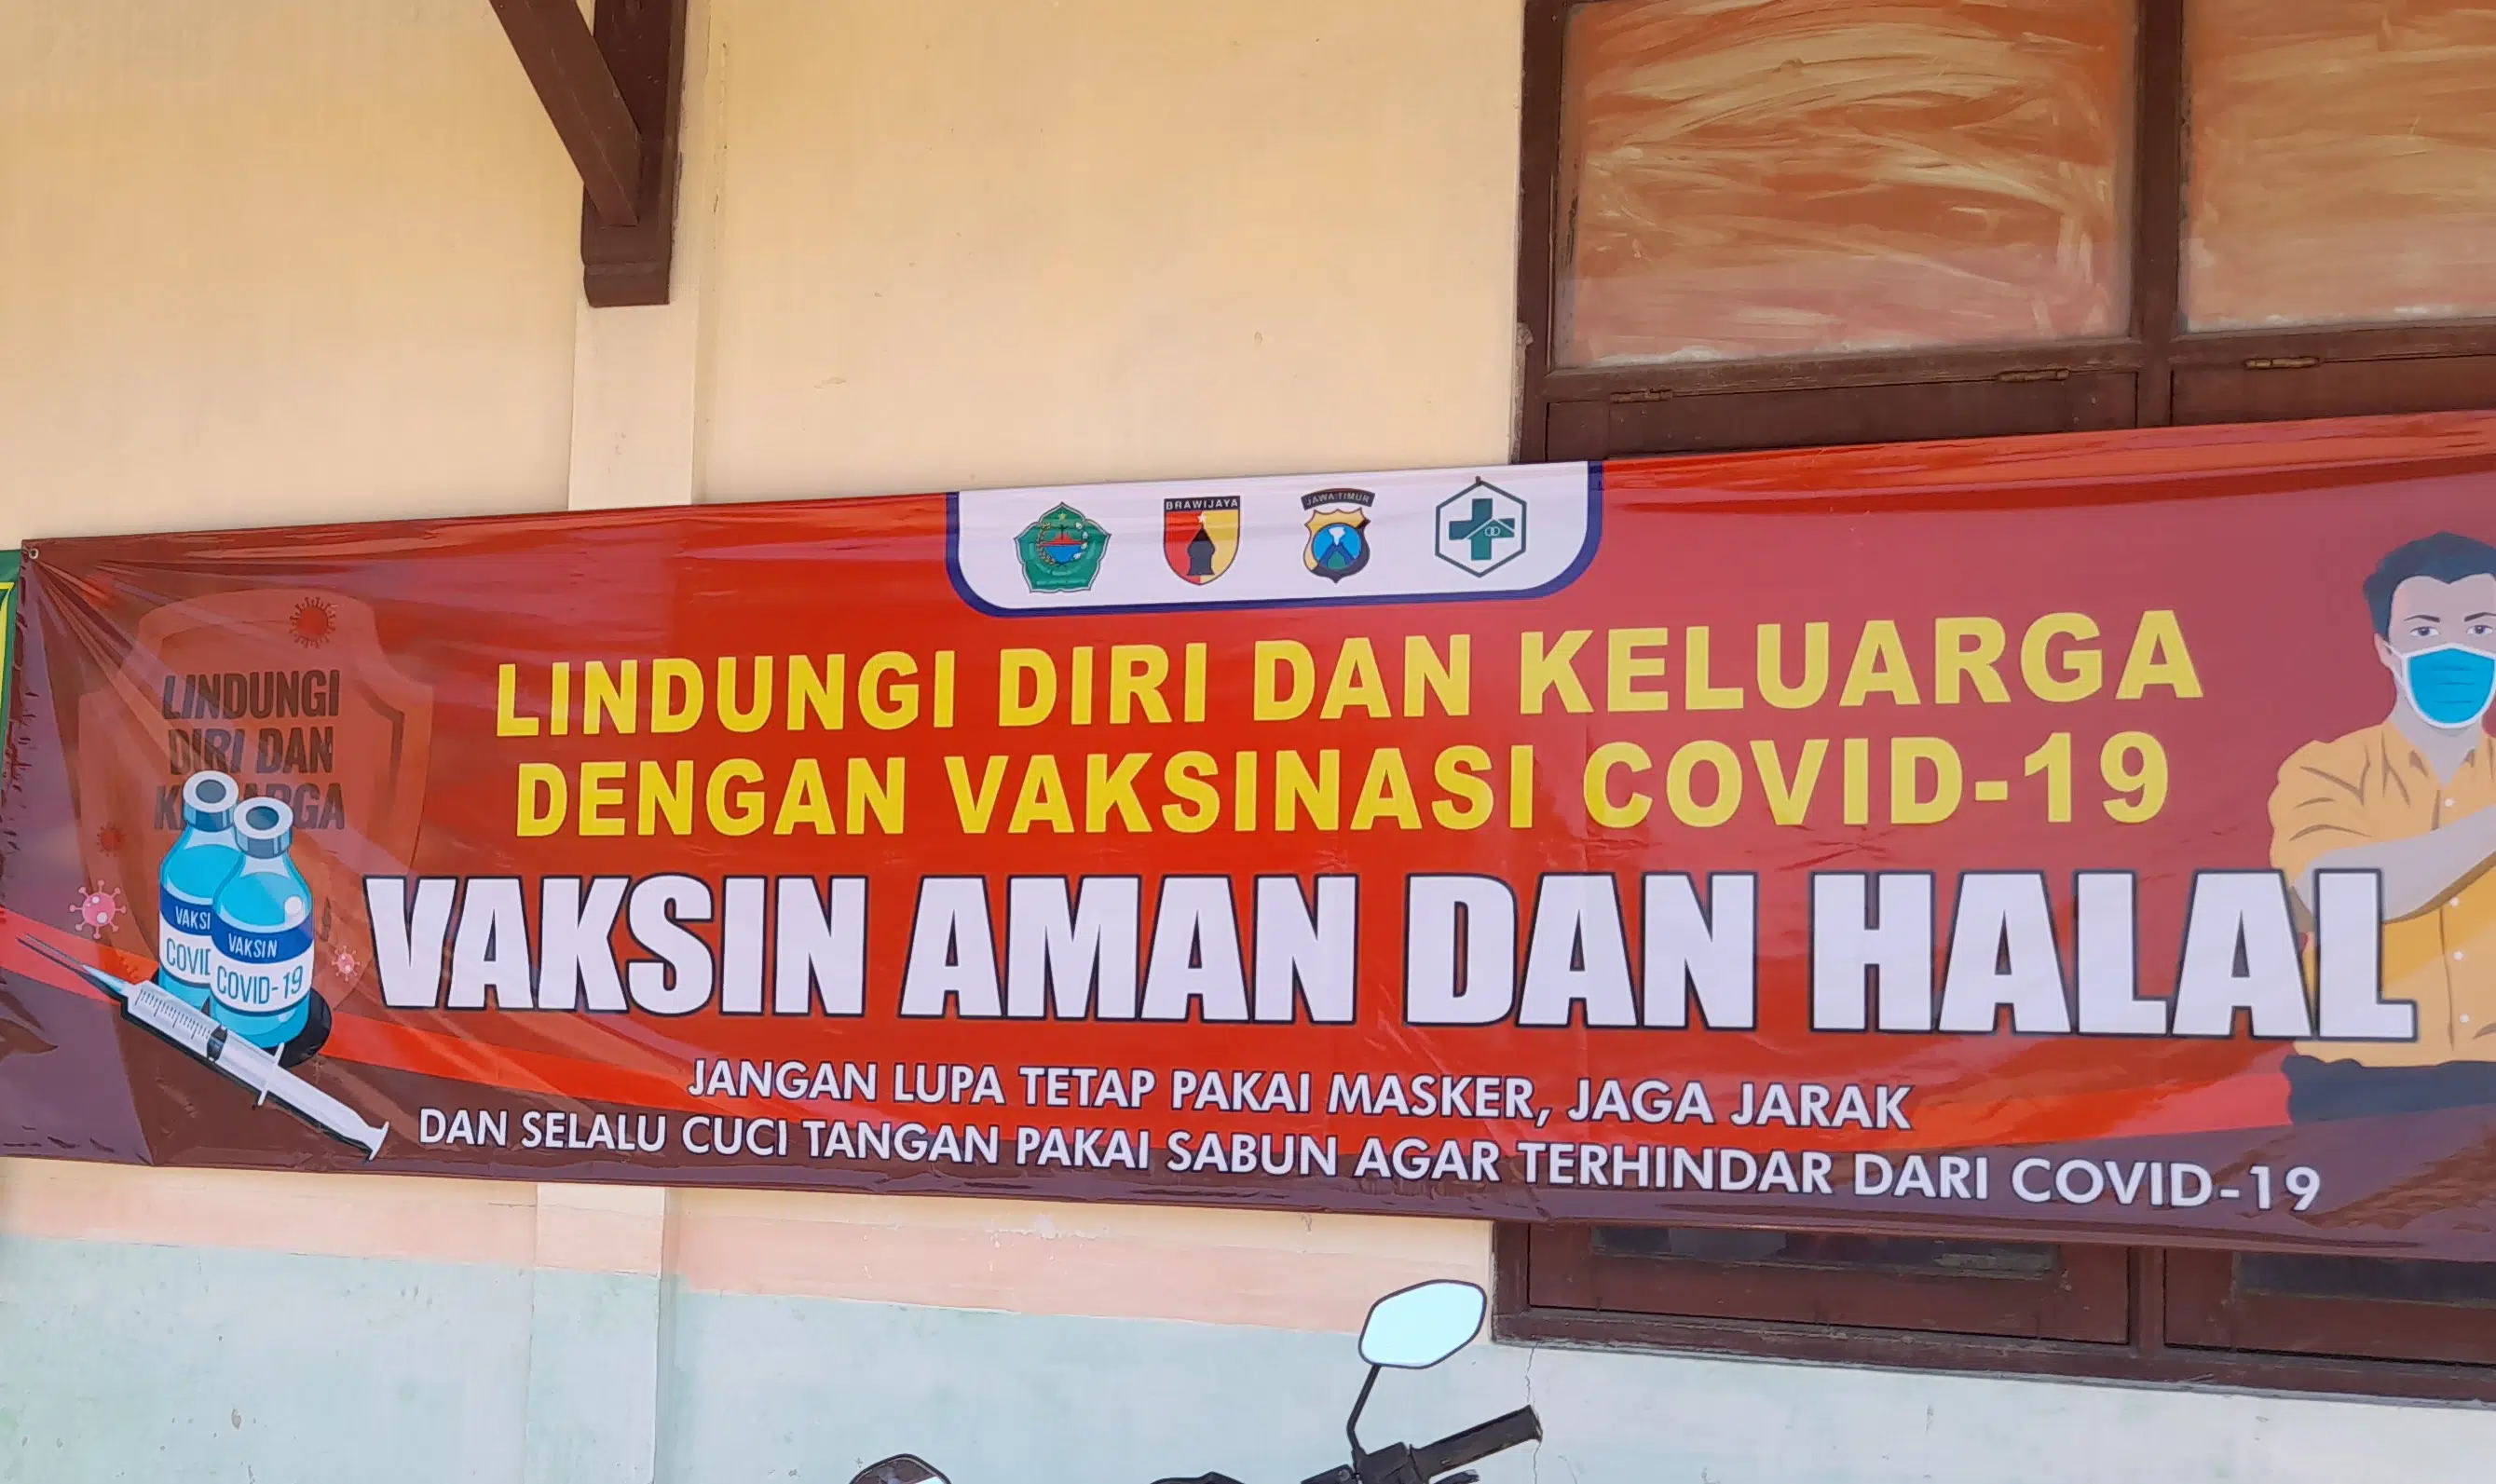 BRAWIJAYA
JAWA TIMUR
LINDUNGI
DIRI DAN
LINDUNGI DIRI DAN KELUARGA
DENGAN VAKSINASI COVID-19
VAKSIN AMAN DAN HALAL
VAKSIN
COVID-19
JANGAN LUPA TETAP PAKAI MASKER, JAGA JARAK
DAN SELALU CUCI TANGAN PAKAI SABUN AGAR TERHINDAR DARI COVID-19